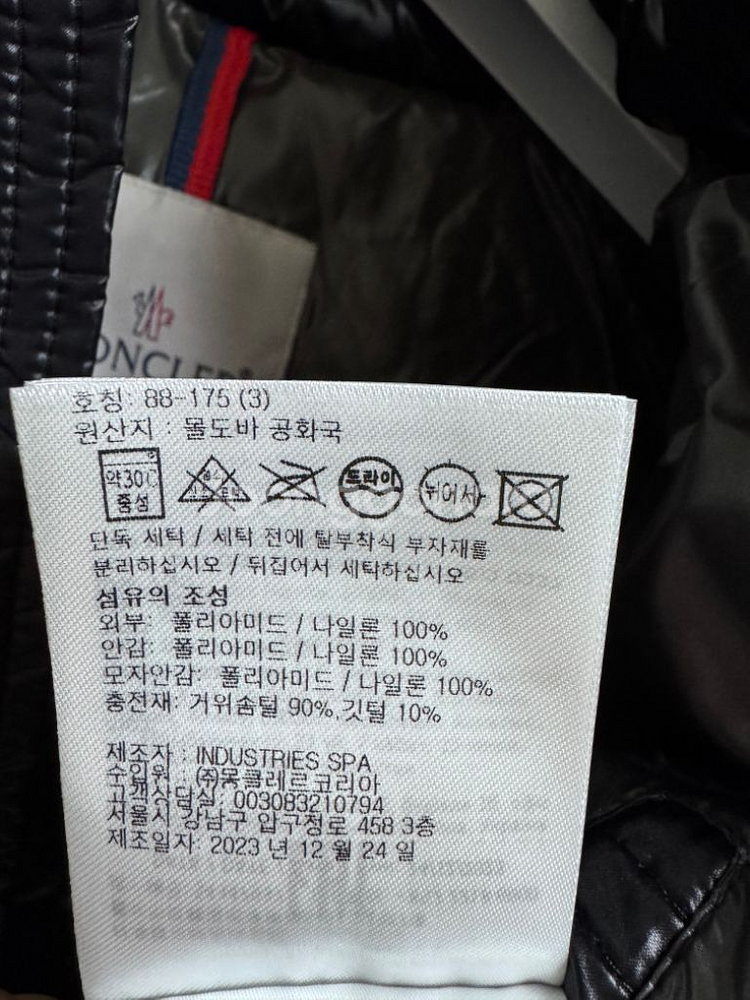 호칭: 88-175 (3)
원산지 : 몰도바 공화국
약30℃
중성
드라이
뉘어서
단독 세탁 / 세탁 전에 탈부착식 부자재를
분리하십시오 / 뒤집어서 세탁하십시오
섬유의 조성
외부: 폴리아미드 / 나일론 100%
안감: 폴리아미드 / 나일론 100%
모자안감: 폴리아미드 / 나일론 100%
충전재: 거위솜털 90%,깃털 10%
제조자 : INDUSTRIES SPA
수입원 : ㈜몽클레르코리아
고객상담실: 003083210794
서울시 강남구 압구정로 458 3층
제조일자: 2023 년 12 월 24 일